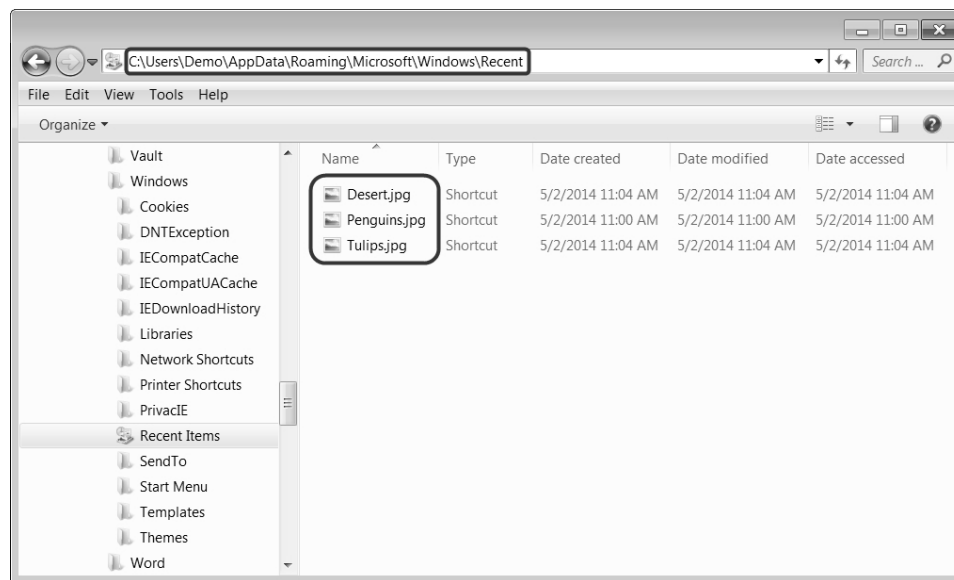 C:\Users\Demo\AppData\Roaming\Microsoft\Windows\Recent
Search ...
File Edit View Tools Help
Organize
Vault
Windows
Cookies
DNTException
IECompatCache
IECompatUACache
IEDownloadHistory
Libraries
Network Shortcuts
Printer Shortcuts
PrivacIE
Recent Items
SendTo
Start Menu
Templates
Themes
Word
Name Type Date created Date modified Date accessed
Desert.jpg Shortcut 5/2/2014 11:04 AM 5/2/2014 11:04 AM 5/2/2014 11:04 AM
Penguins.jpg Shortcut 5/2/2014 11:00 AM 5/2/2014 11:00 AM 5/2/2014 11:00 AM
Tulips.jpg Shortcut 5/2/2014 11:04 AM 5/2/2014 11:04 AM 5/2/2014 11:04 AM